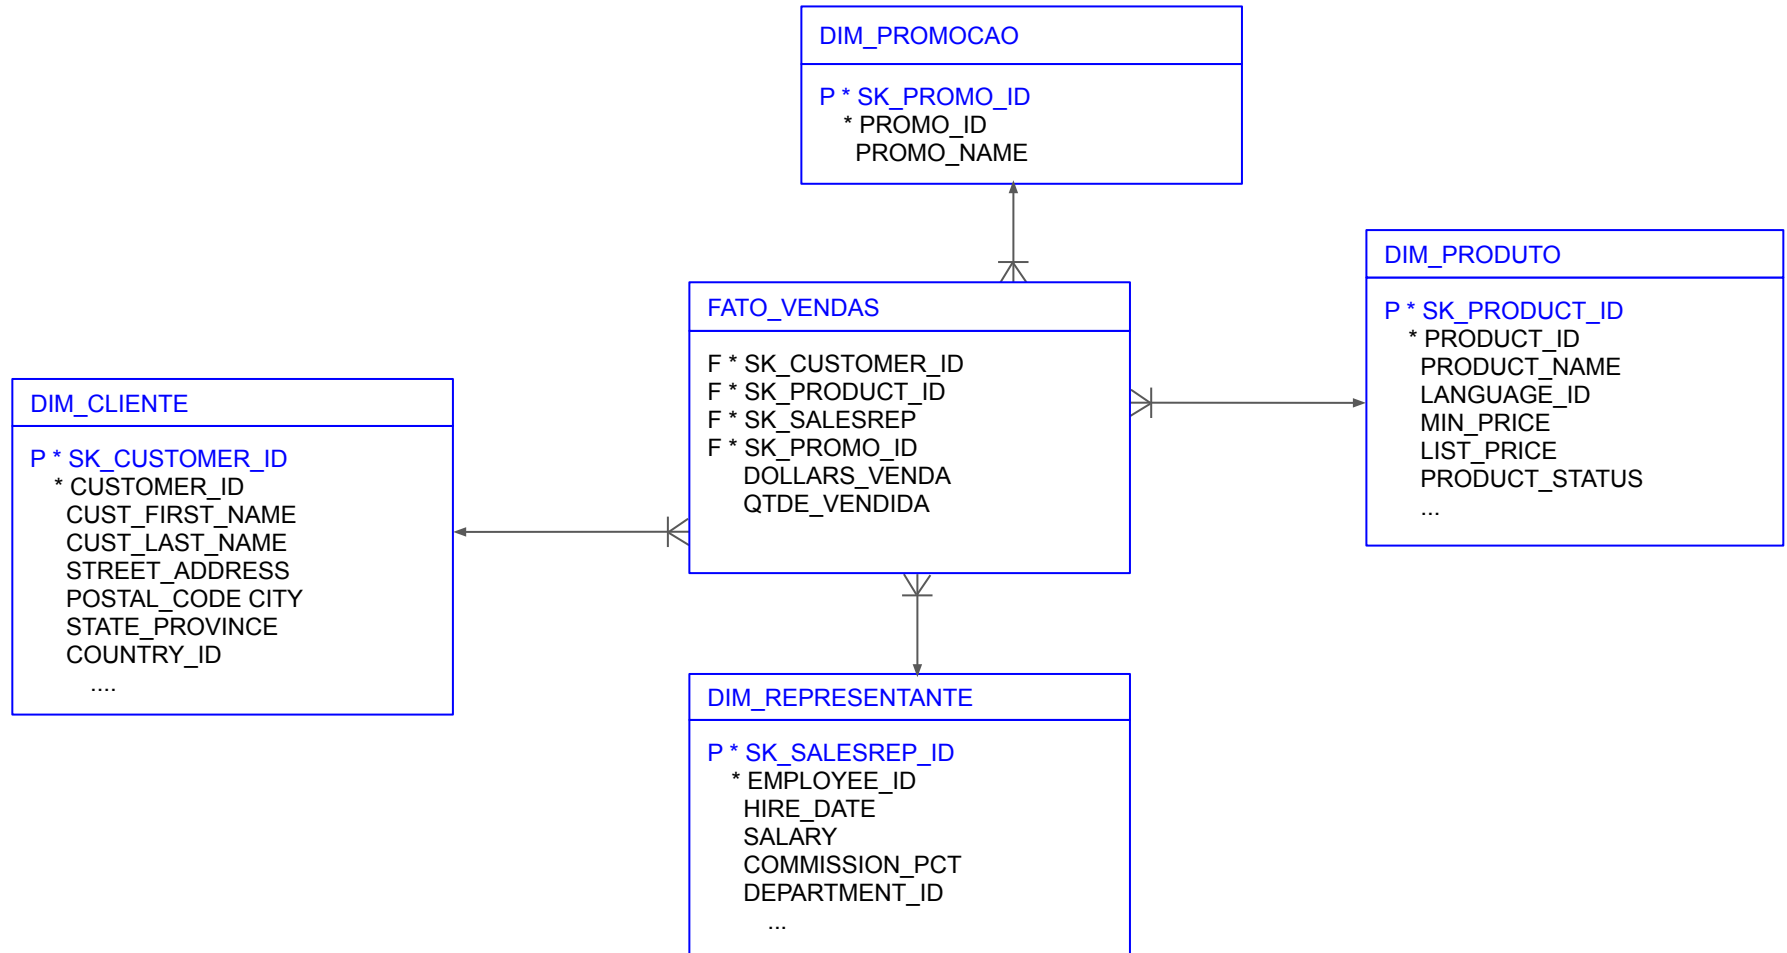 DIM_PROMOCAO
P * SK_PROMO_ID
* PROMO_ID
PROMO_NAME
DIM_PRODUTO
P * SK_PRODUCT_ID
* PRODUCT_ID
PRODUCT_NAME
LANGUAGE_ID
MIN_PRICE
LIST_PRICE
PRODUCT_STATUS
...
FATO_VENDAS
F * SK_CUSTOMER_ID
F * SK_PRODUCT_ID
F * SK_SALESREP
F * SK_PROMO_ID
DOLLARS_VENDA
QTDE_VENDIDA
DIM_CLIENTE
P * SK_CUSTOMER_ID
* CUSTOMER_ID
CUST_FIRST_NAME
CUST_LAST_NAME
STREET_ADDRESS
POSTAL_CODE CITY
STATE_PROVINCE
COUNTRY_ID
....
DIM_REPRESENTANTE
P * SK_SALESREP_ID
* EMPLOYEE_ID
HIRE_DATE
SALARY
COMMISSION_PCT
DEPARTMENT_ID
...